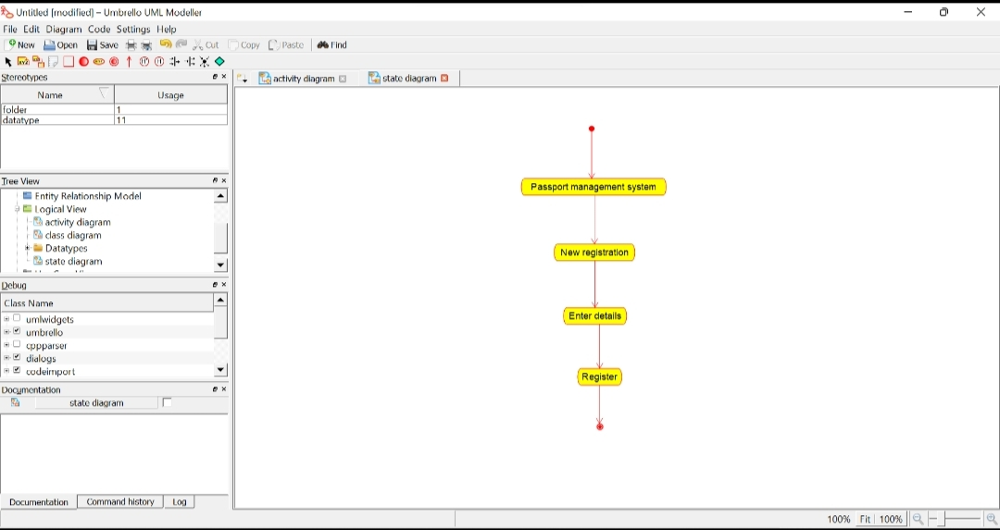 Untitled [modified] – Umbrello UML Modeller
File Edit Diagram Code Settings Help
New Open Save Cut Copy Paste Find
Stereotypes
Name Usage
folder 1
datatype 11
Tree View
Entity Relationship Model
Logical View
activity diagram
class diagram
Datatypes
state diagram
Debug
Class Name
umlwidgets
umbrello
cppparser
dialogs
codeimport
Documentation
state diagram
Documentation Command history Log
activity diagram state diagram
Passport management system
New registration
Enter details
Register
100% Fit 100%